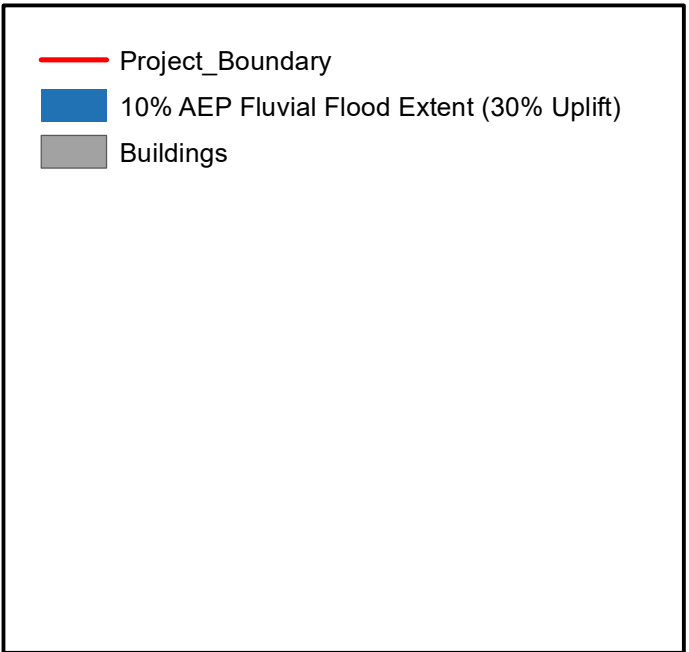 Project_Boundary
10% AEP Fluvial Flood Extent (30% Uplift)
Buildings